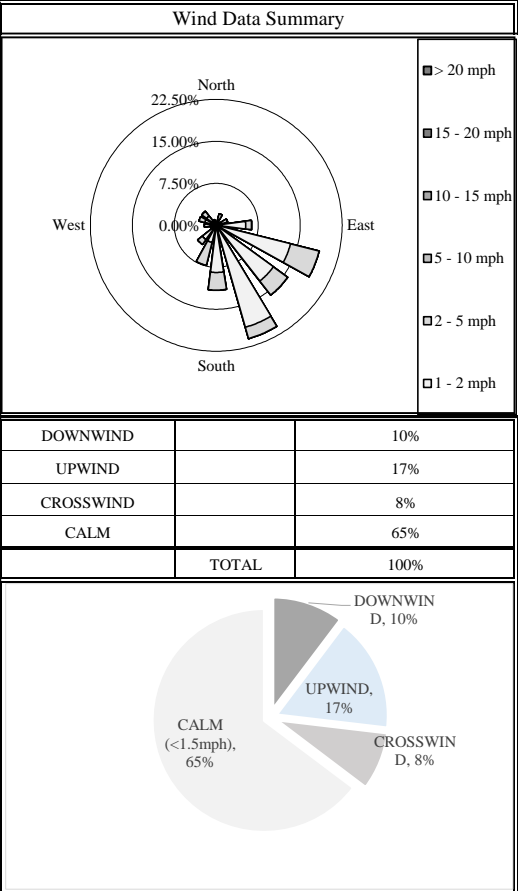 Wind Data Summary
North
22.50%
15.00%
7.50%
0.00%
West
East
South
> 20 mph
15 - 20 mph
10 - 15 mph
5 - 10 mph
2 - 5 mph
1 - 2 mph
DOWNWIND 10%
UPWIND 17%
CROSSWIND 8%
CALM 65%
TOTAL 100%
DOWNWIN
D, 10%
UPWIND,
17%
CROSSWIN
D, 8%
CALM
(<1.5mph),
65%